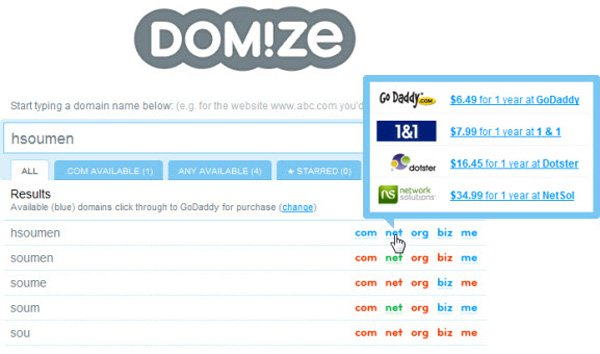 DOM!ZE
Start typing a domain name below: (e.g. for the website www.abc.com you'd
hsoumen
ALL
.COM AVAILABLE (1)
ANY AVAILABLE (4)
★ STARRED (0)
Go Daddy.COM
$6.49 for 1 year at GoDaddy
1&1
$7.99 for 1 year at 1 & 1
dotster
$16.45 for 1 year at Dotster
ns network solutions
$34.99 for 1 year at NetSol
Results
Available (blue) domains click through to GoDaddy for purchase (change)
hsoumen com net org biz me
soumen com net org biz me
soume com net org biz me
soum com net org biz me
sou com net org biz me